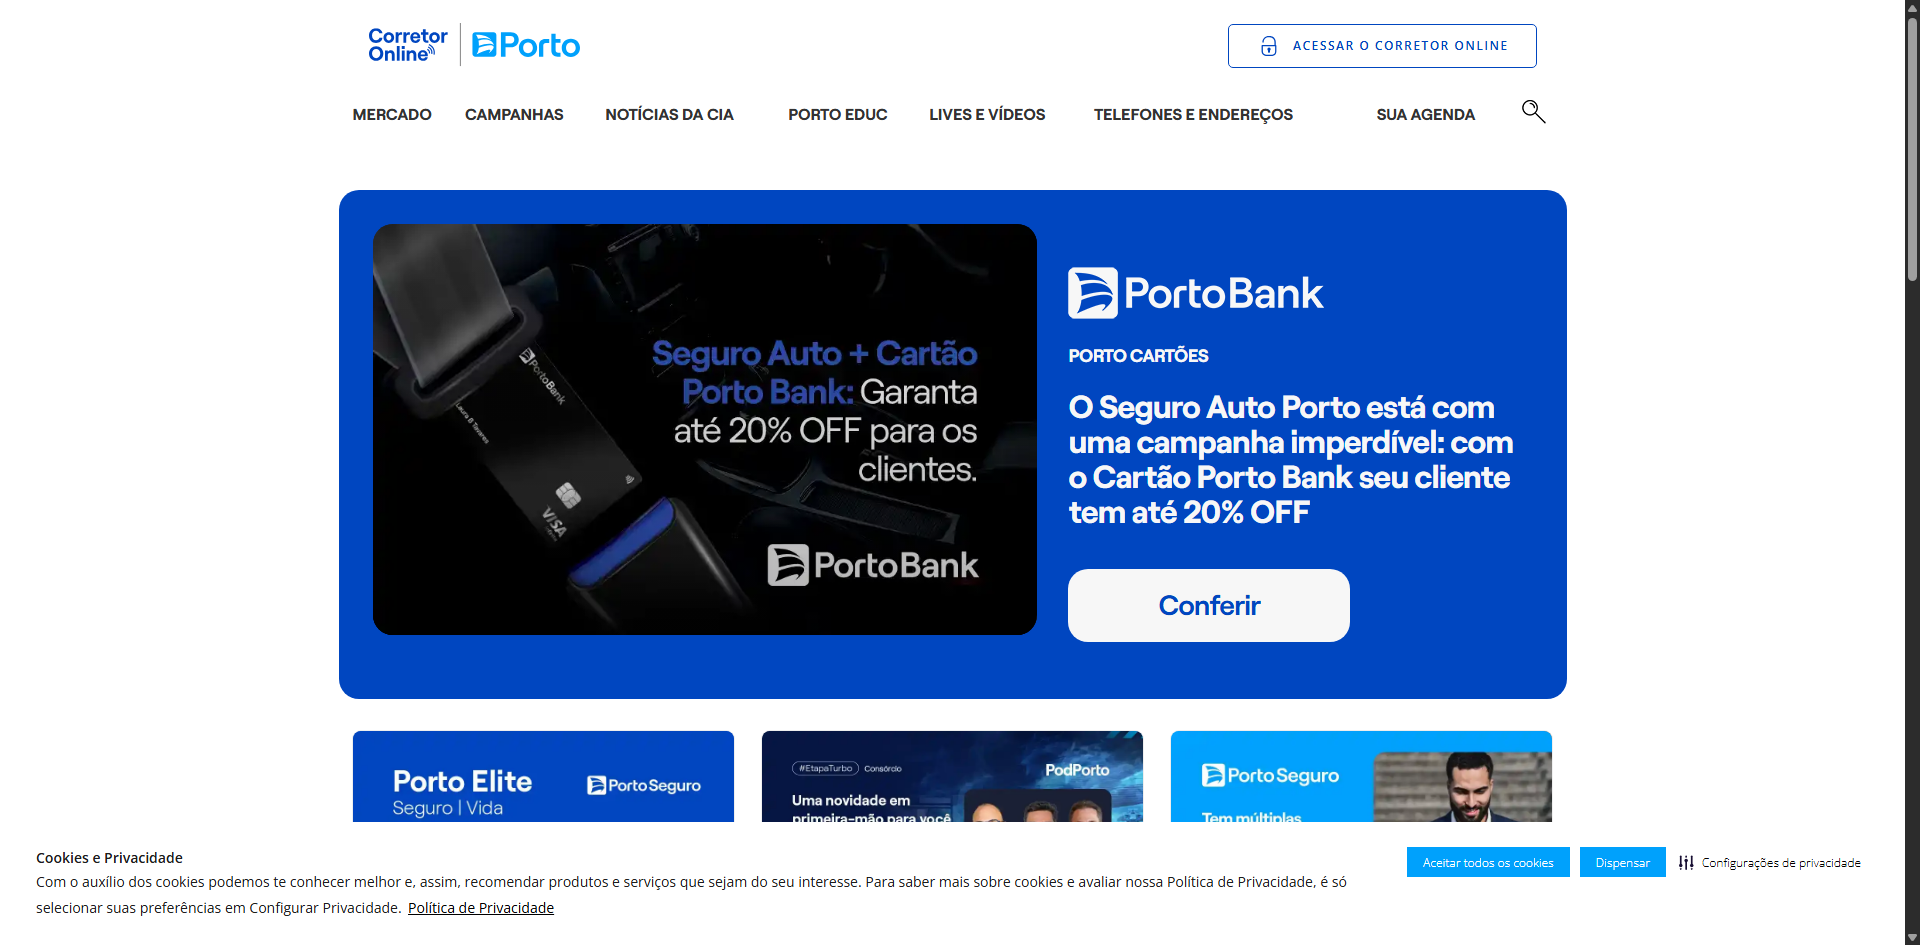 Corretor
Online
Porto
ACESSAR O CORRETOR ONLINE
MERCADO
CAMPANHAS
NOTÍCIAS DA CIA
PORTO EDUC
LIVES E VÍDEOS
TELEFONES E ENDEREÇOS
SUA AGENDA
PortoBank
Laura B Tavares
VISA
Seguro Auto + Cartão
Porto Bank: Garanta
até 20% OFF para os
clientes.
PortoBank
PortoBank
PORTO CARTÕES
O Seguro Auto Porto está com
uma campanha imperdível: com
o Cartão Porto Bank seu cliente
tem até 20% OFF
Conferir
Porto Elite
Seguro | Vida
PortoSeguro
#EtapaTurbo
Consórcio
PodPorto
Uma novidade em
primeira-mão para você
PortoSeguro
Tem múltiplas
Cookies e Privacidade
Com o auxílio dos cookies podemos te conhecer melhor e, assim, recomendar produtos e serviços que sejam do seu interesse. Para saber mais sobre cookies e avaliar nossa Política de Privacidade, é só
selecionar suas preferências em Configurar Privacidade. Política de Privacidade
Aceitar todos os cookies
Dispensar
Configurações de privacidade